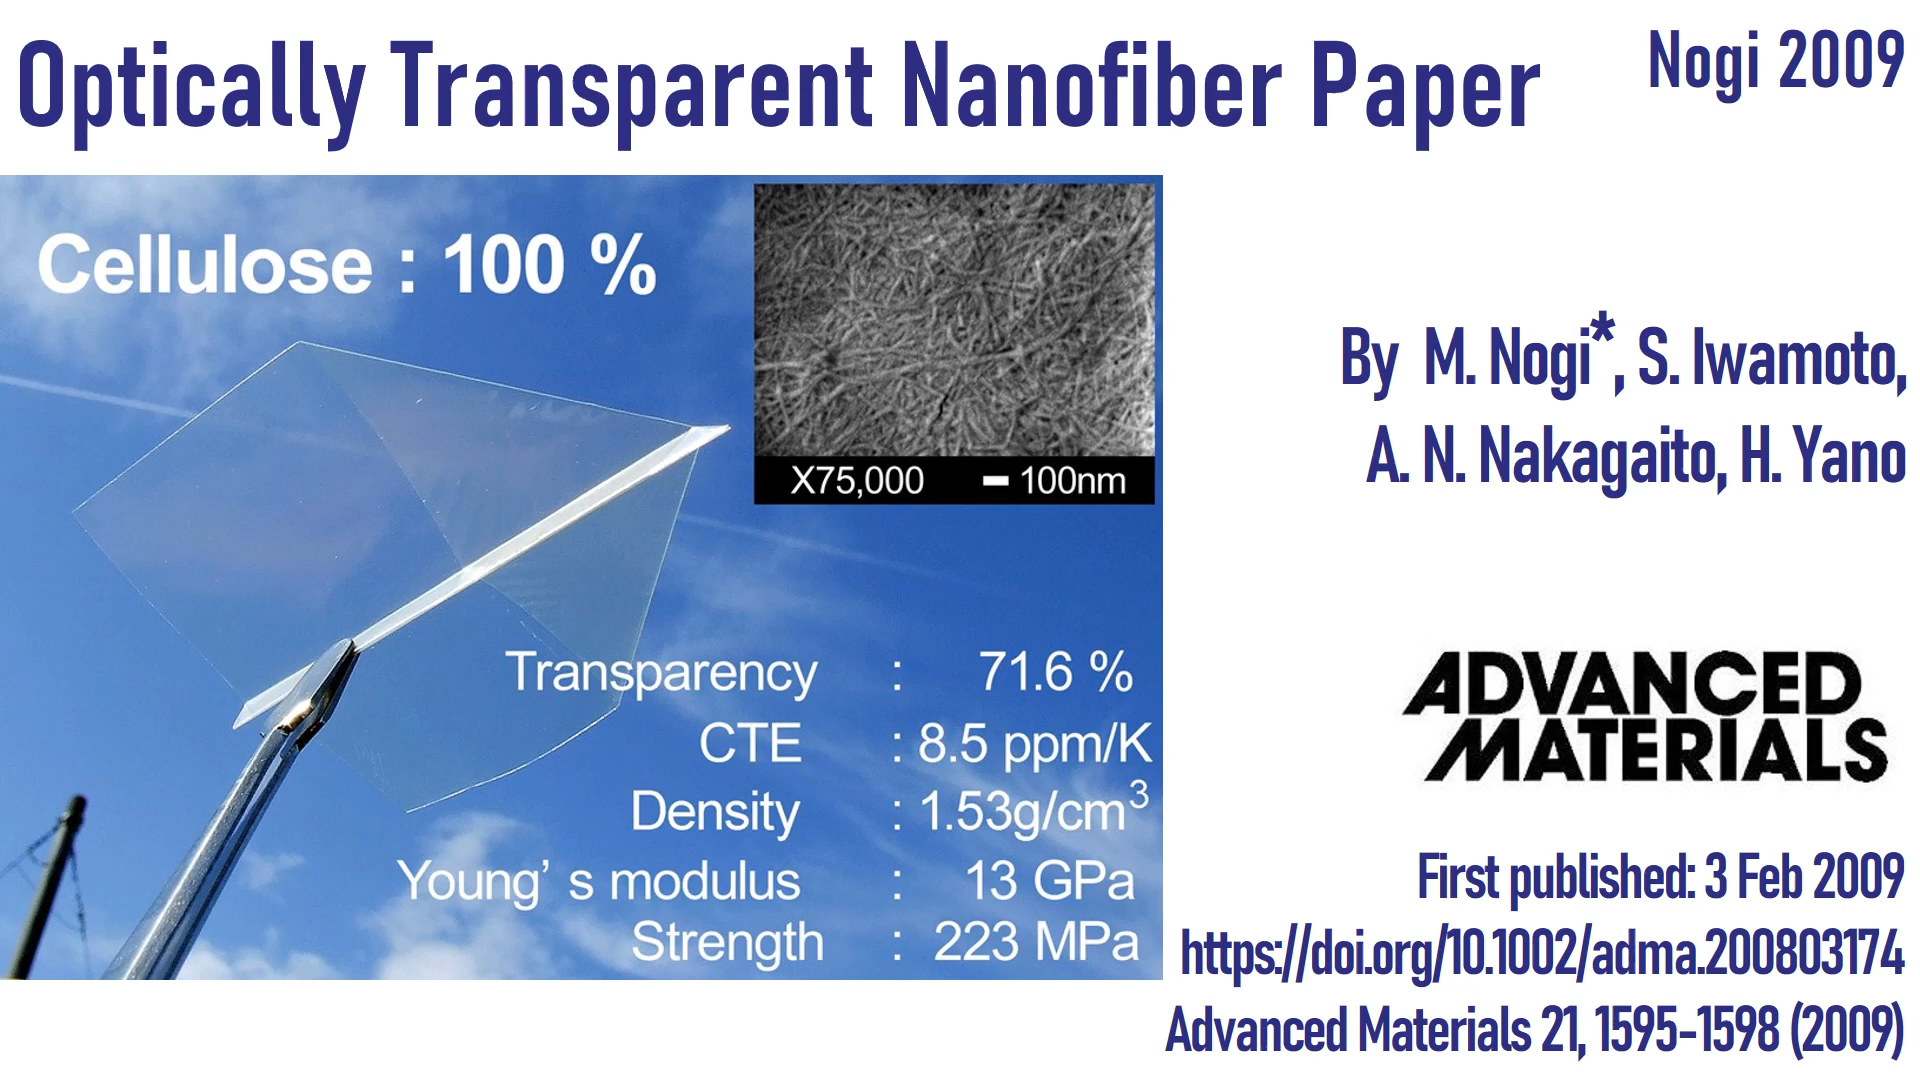 Optically Transparent Nanofiber Paper
Nogi 2009
Cellulose : 100 %
X75,000 100nm
Transparency : 71.6 %
CTE : 8.5 ppm/K
Density : 1.53g/cm³
Young’ s modulus : 13 GPa
Strength : 223 MPa
By M. Nogi*, S. Iwamoto,
A. N. Nakagaito, H. Yano
ADVANCED
MATERIALS
First published: 3 Feb 2009
https://doi.org/10.1002/adma.200803174
Advanced Materials 21, 1595-1598 (2009)